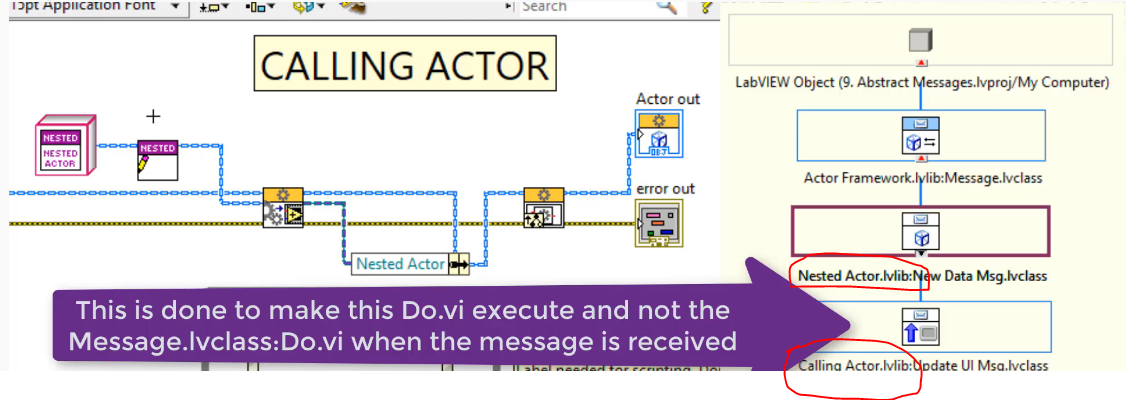 15pt Application Font
Search
CALLING ACTOR
NESTED
NESTED
ACTOR
NESTED
Actor out
OBJ
error out
Nested Actor
LabVIEW Object (9. Abstract Messages.lvproj/My Computer)
Actor Framework.lvlib:Message.lvclass
Nested Actor.lvlib:New Data Msg.lvclass
Calling Actor.lvlib:Update UI Msg.lvclass
This is done to make this Do.vi execute and not the
Message.lvclass:Do.vi when the message is received
Label needed for scripting.